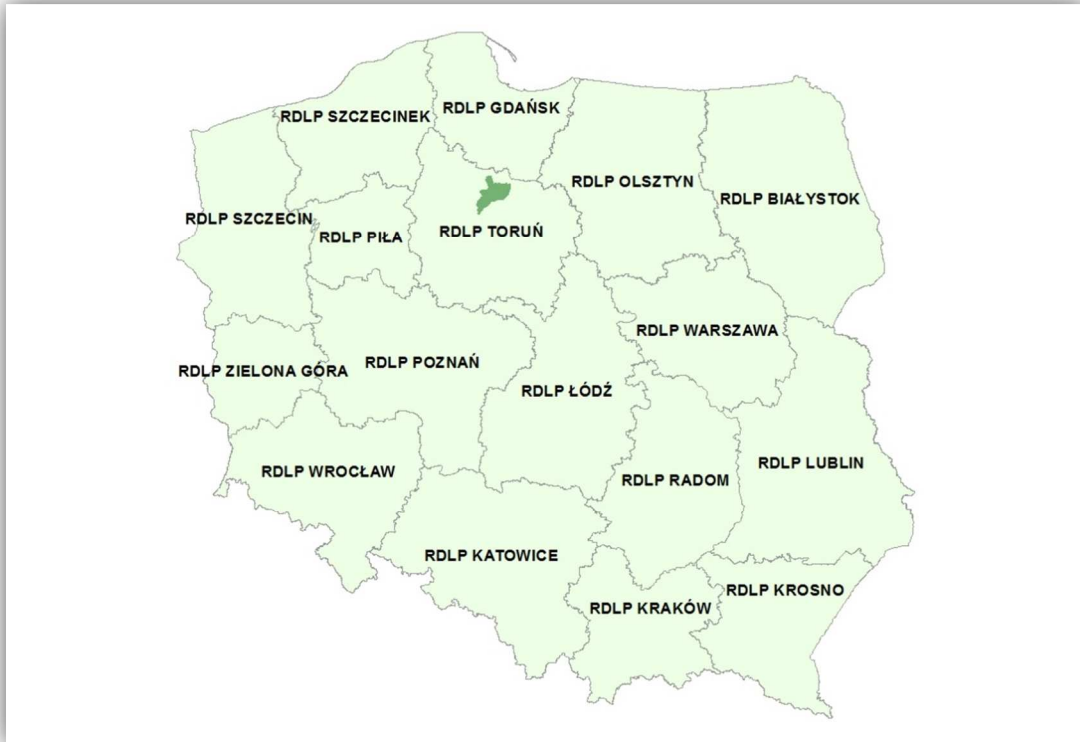 RDLP GDAŃSK
RDLP SZCZECINEK
RDLP OLSZTYN
RDLP BIAŁYSTOK
RDLP SZCZECIN
RDLP PIŁA
RDLP TORUŃ
RDLP WARSZAWA
RDLP ZIELONA GÓRA
RDLP POZNAŃ
RDLP ŁÓDŹ
RDLP WROCŁAW
RDLP LUBLIN
RDLP RADOM
RDLP KATOWICE
RDLP KROSNO
RDLP KRAKÓW